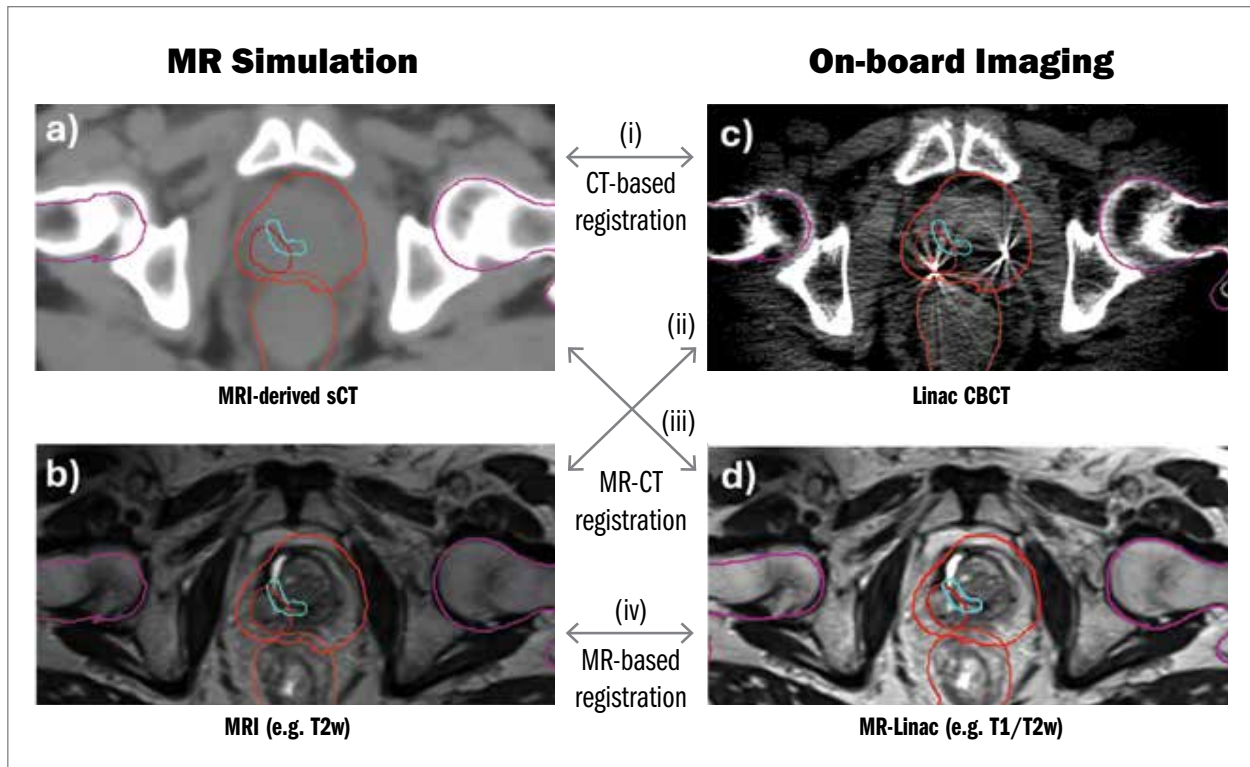 MR Simulation
On-board Imaging
a)
(i)
CT-based
registration
c)
MRI-derived sCT
(ii)
Linac CBCT
(iii)
b)
MR-CT
registration
d)
(iv)
MR-based
registration
MRI (e.g. T2w)
MR-Linac (e.g. T1/T2w)